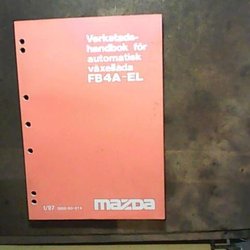 Verkstads-
handbok för
automatisk
växellåda
FB4A-EL
1/87
mazda